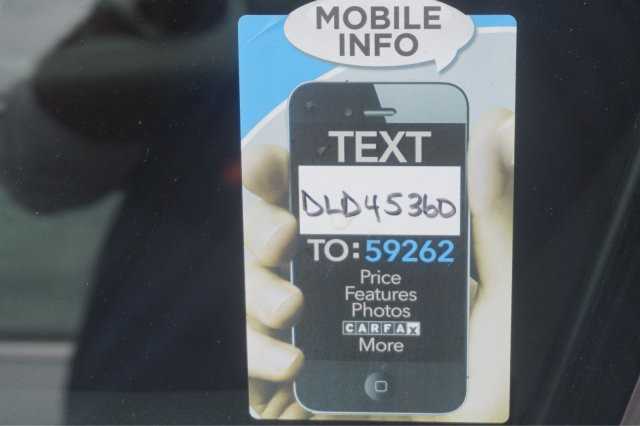 MOBILE
INFO
TEXT
DLD45360
TO: 59262
Price
Features
Photos
CARFAX
More